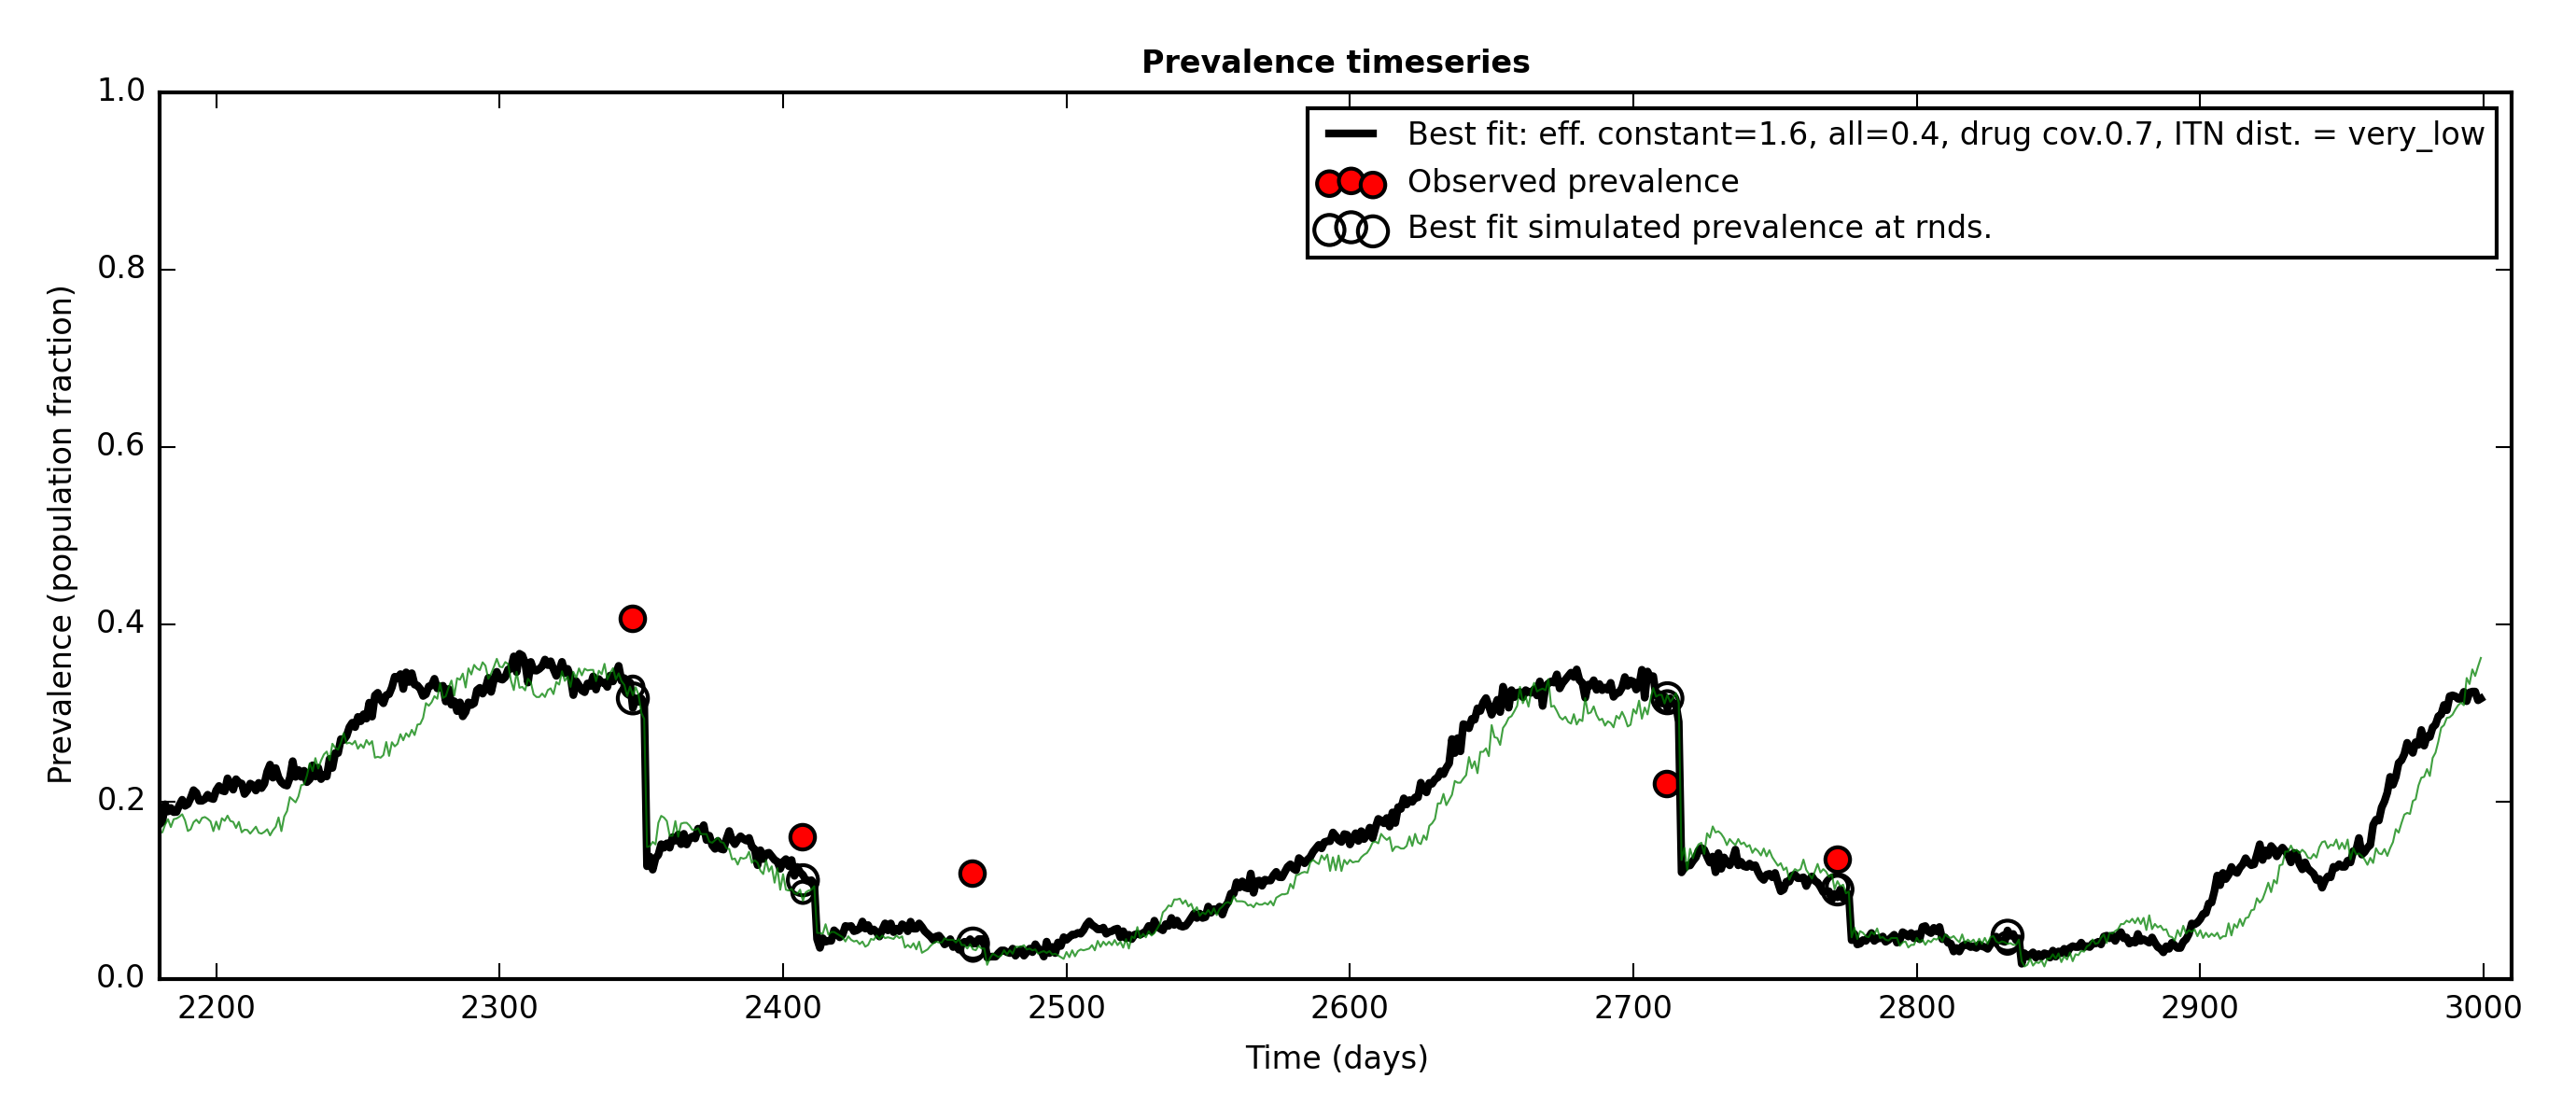 Prevalence timeseries
1.0
0.8
0.6
0.4
0.2
0.0
Prevalence (population fraction)
Best fit: eff. constant=1.6, all=0.4, drug cov.0.7, ITN dist. = very_low
Observed prevalence
Best fit simulated prevalence at rnds.
2200 2300 2400 2500 2600 2700 2800 2900 3000
Time (days)